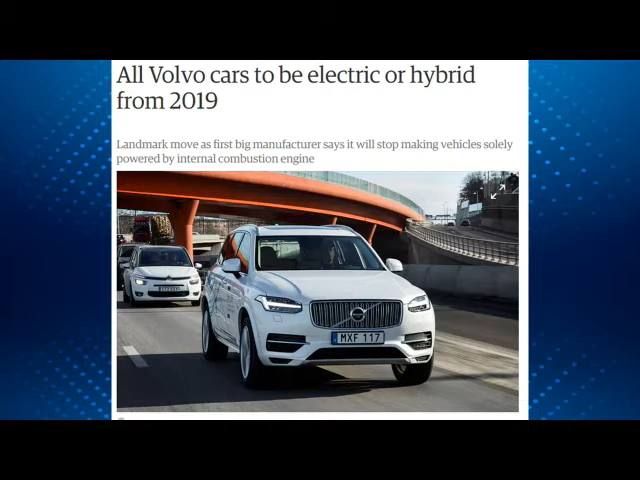 All Volvo cars to be electric or hybrid
from 2019
Landmark move as first big manufacturer says it will stop making vehicles solely
powered by internal combustion engine
MXF 117